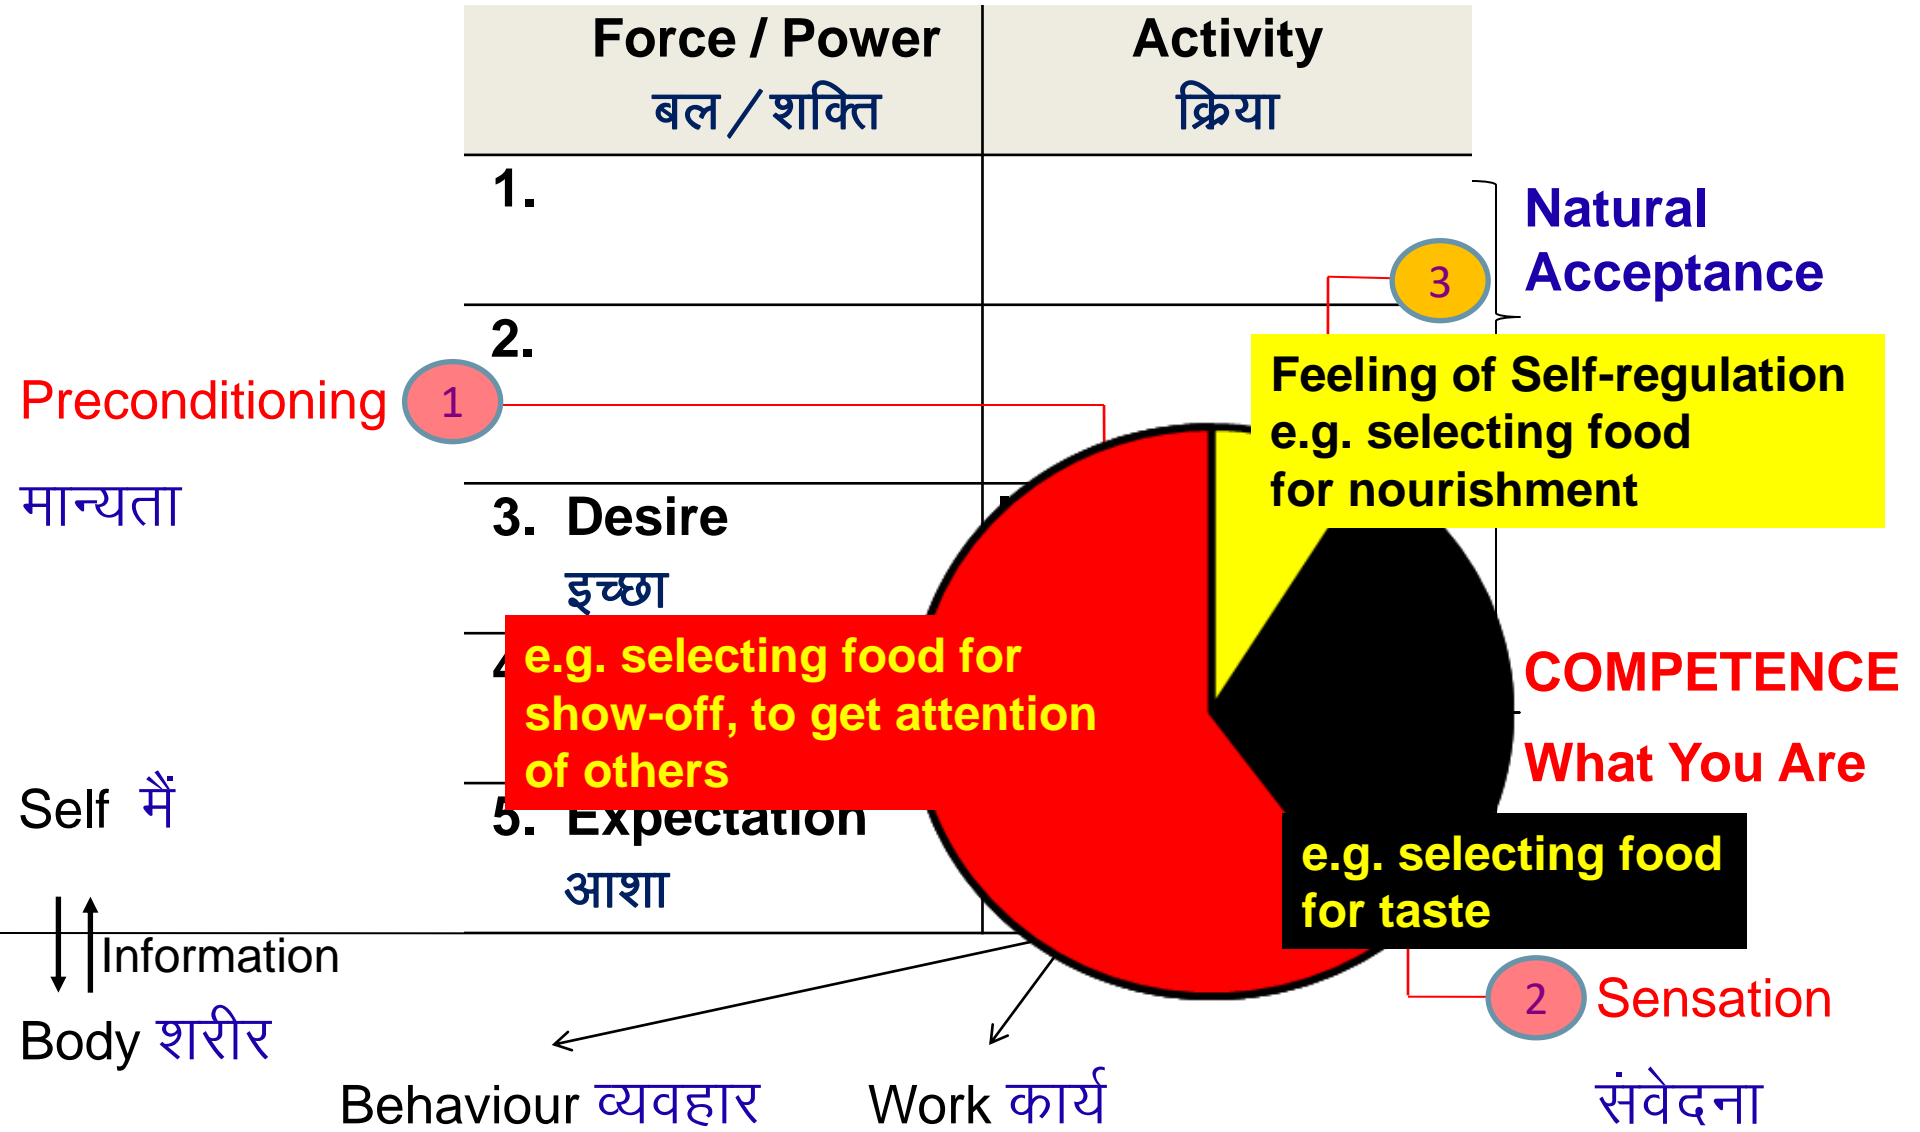 Force / Power
Activity
बल / शक्ति
क्रिया
1.
Natural
Acceptance
3
2.
Feeling of Self-regulation
e.g. selecting food
for nourishment
Preconditioning
1
मान्यता
3. Desire
इच्छा
e.g. selecting food for
show-off, to get attention
of others
COMPETENCE
What You Are
Self मैं
5. Expectation
आशा
e.g. selecting food
for taste
Information
Body शरीर
2
Sensation
संवेदना
Behaviour व्यवहार
Work कार्य